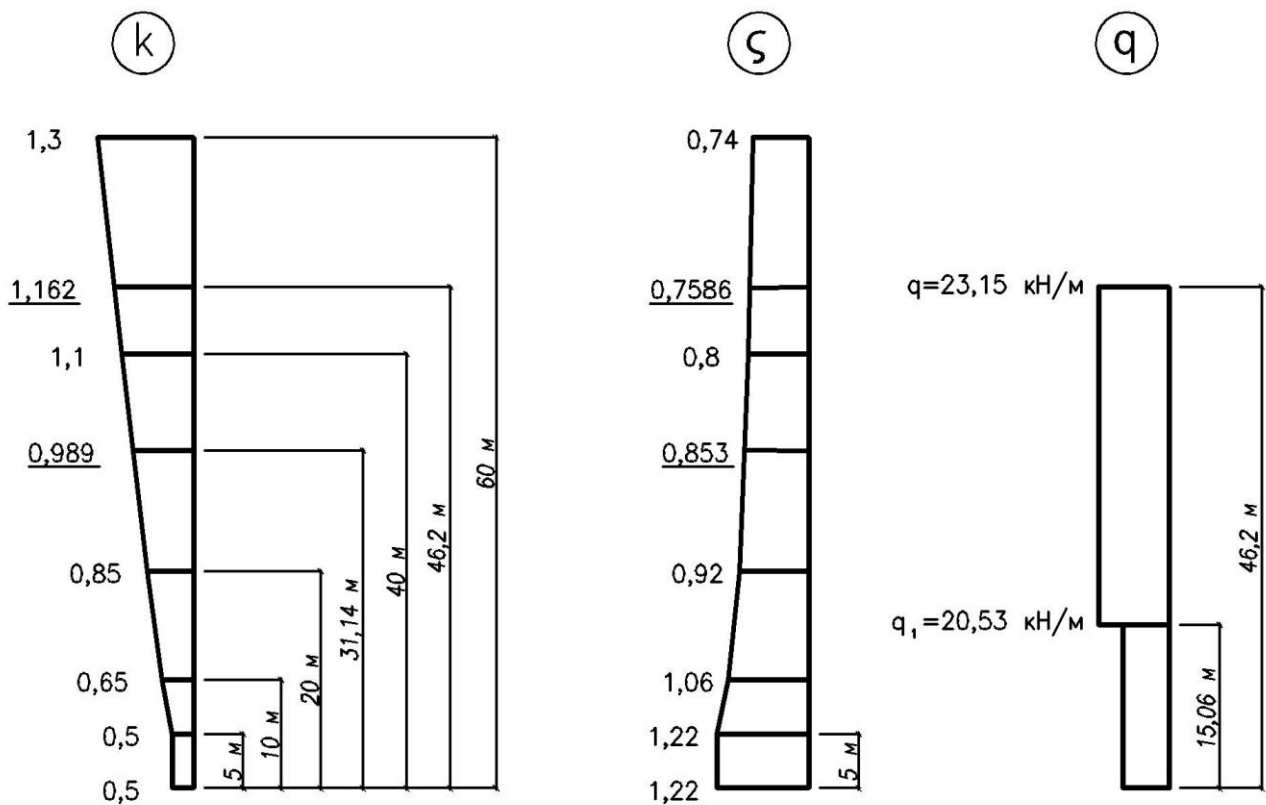 k
ς
q
1,3
1,162
1,1
0,989
0,85
0,65
0,5
0,5
5 м
10 м
20 м
31,14 м
40 м
46,2 м
60 м
0,74
0,7586
0,8
0,853
0,92
1,06
1,22
1,22
5 м
q=23,15 кН/м
q₁=20,53 кН/м
15,06 м
46,2 м